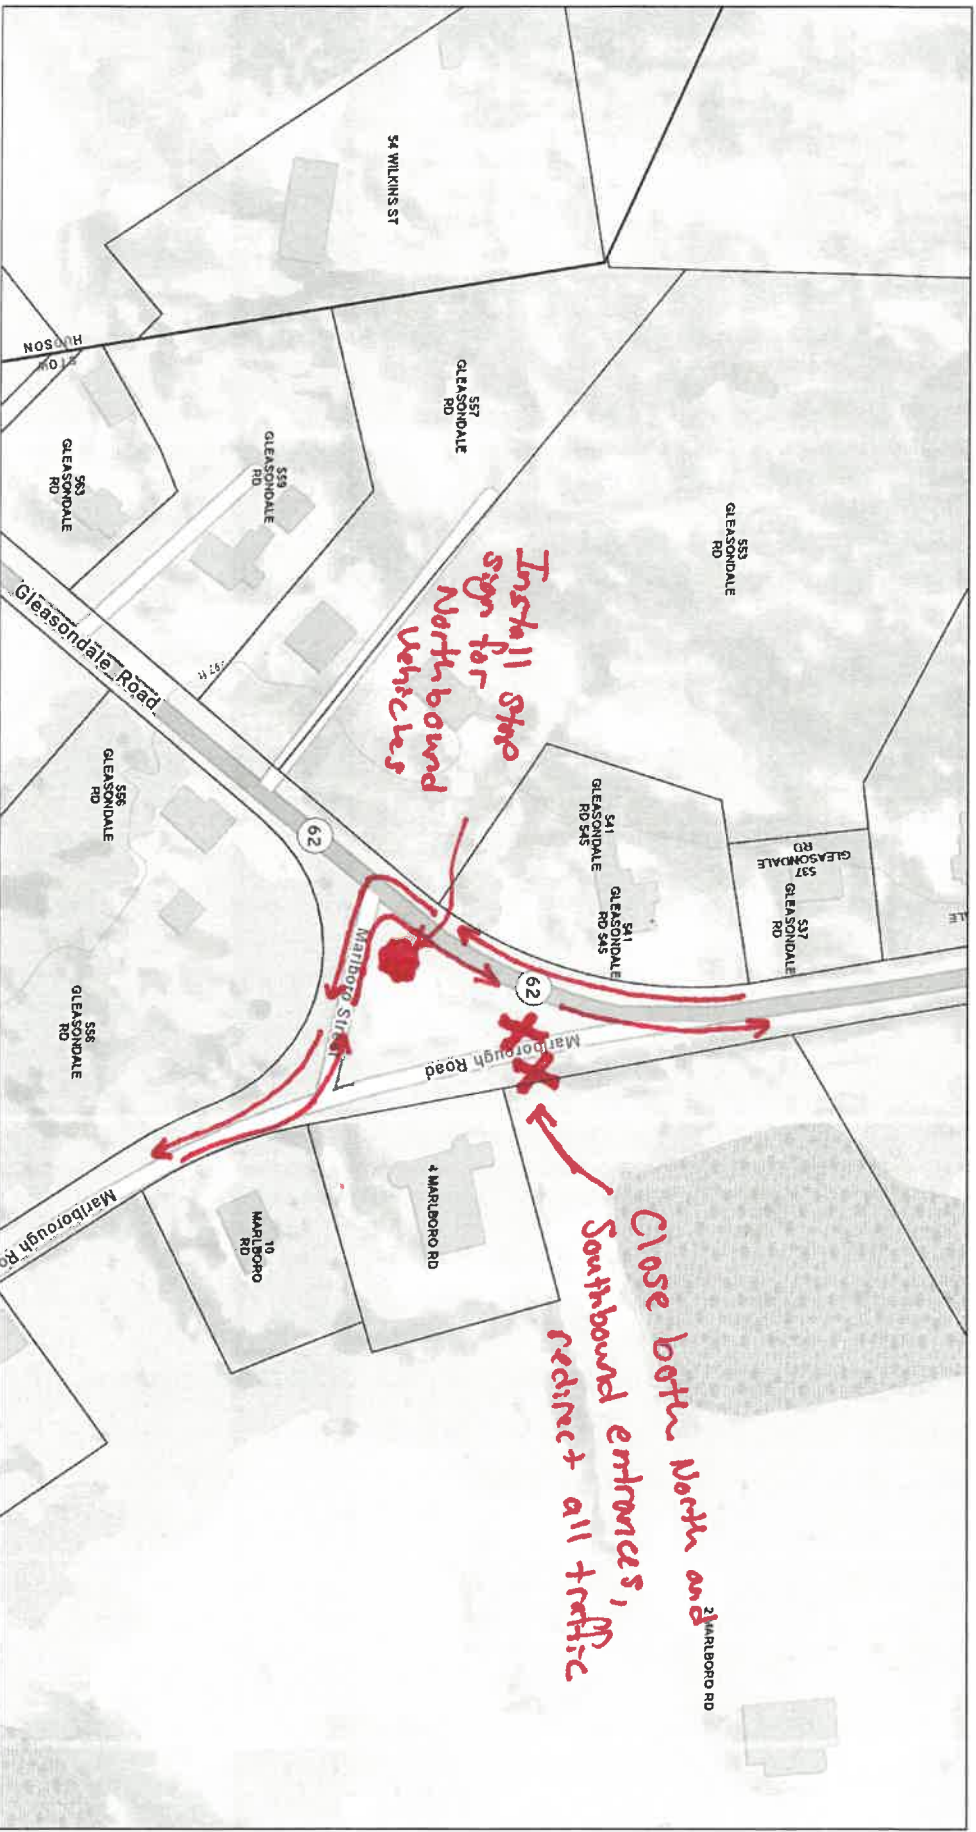 54 WILKINS ST
HUDSON
STOW
557
GLEASONDALE
RD
553
GLEASONDALE
RD
559
GLEASONDALE
RD
563
GLEASONDALE
RD
Gleasondale Road
Install stop
sign for
Northbound
Vehicles
541
GLEASONDALE
RD 545
541
GLEASONDALE
RD 545
537
GLEASONDALE
RD
537
GLEASONDALE
RD
556
GLEASONDALE
RD
556
GLEASONDALE
RD
62
62
Marlboro Street
Marlborough Road
XX
4 MARLBORO RD
10
MARLBORO
RD
Marlborough Ro
Close both North and
Southbound entrances,
redirect all traffic
2 MARLBORO RD